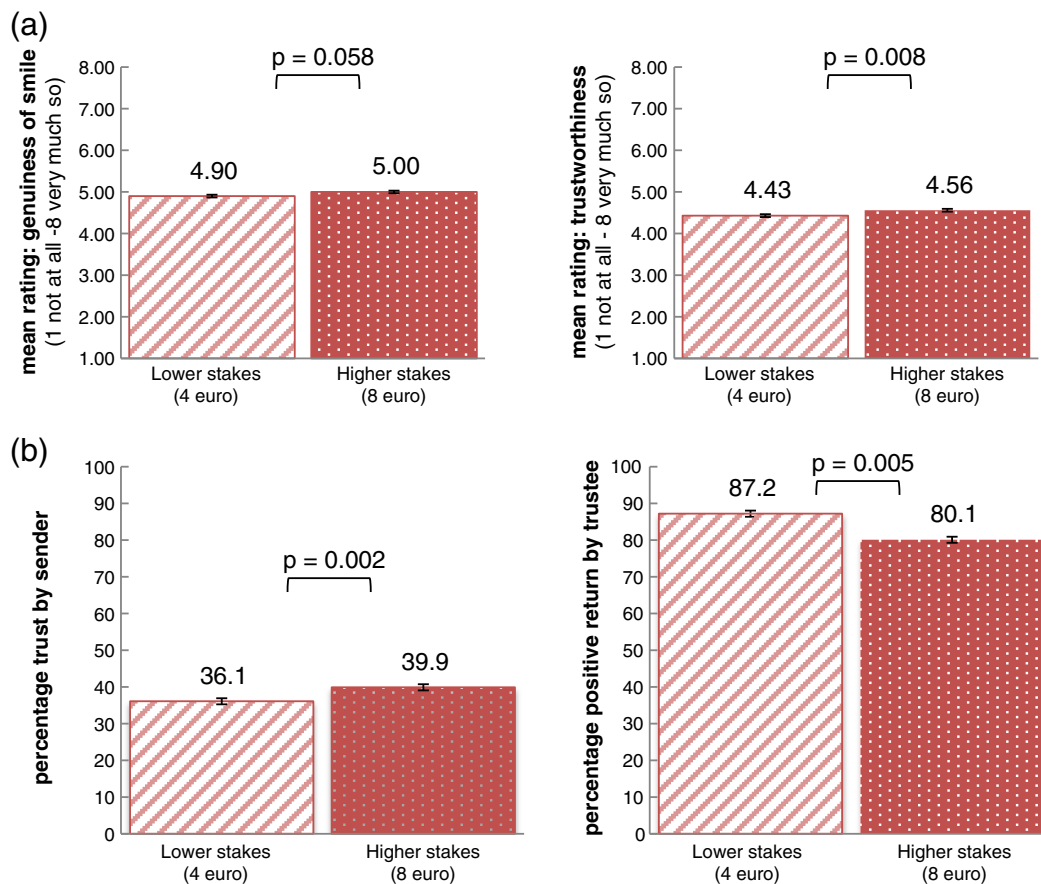 (a)
mean rating: genuiness of smile
(1 not at all -8 very much so)
8.00
7.00
6.00
5.00
4.00
3.00
2.00
1.00
p = 0.058
4.90
5.00
Lower stakes
(4 euro)
Higher stakes
(8 euro)
mean rating: trustworthiness
(1 not at all - 8 very much so)
8.00
7.00
6.00
5.00
4.00
3.00
2.00
1.00
p = 0.008
4.43
4.56
Lower stakes
(4 euro)
Higher stakes
(8 euro)
(b)
percentage trust by sender
100
90
80
70
60
50
40
30
20
10
0
p = 0.002
36.1
39.9
Lower stakes
(4 euro)
Higher stakes
(8 euro)
percentage positive return by trustee
100
90
80
70
60
50
40
30
20
10
0
p = 0.005
87.2
80.1
Lower stakes
(4 euro)
Higher stakes
(8 euro)